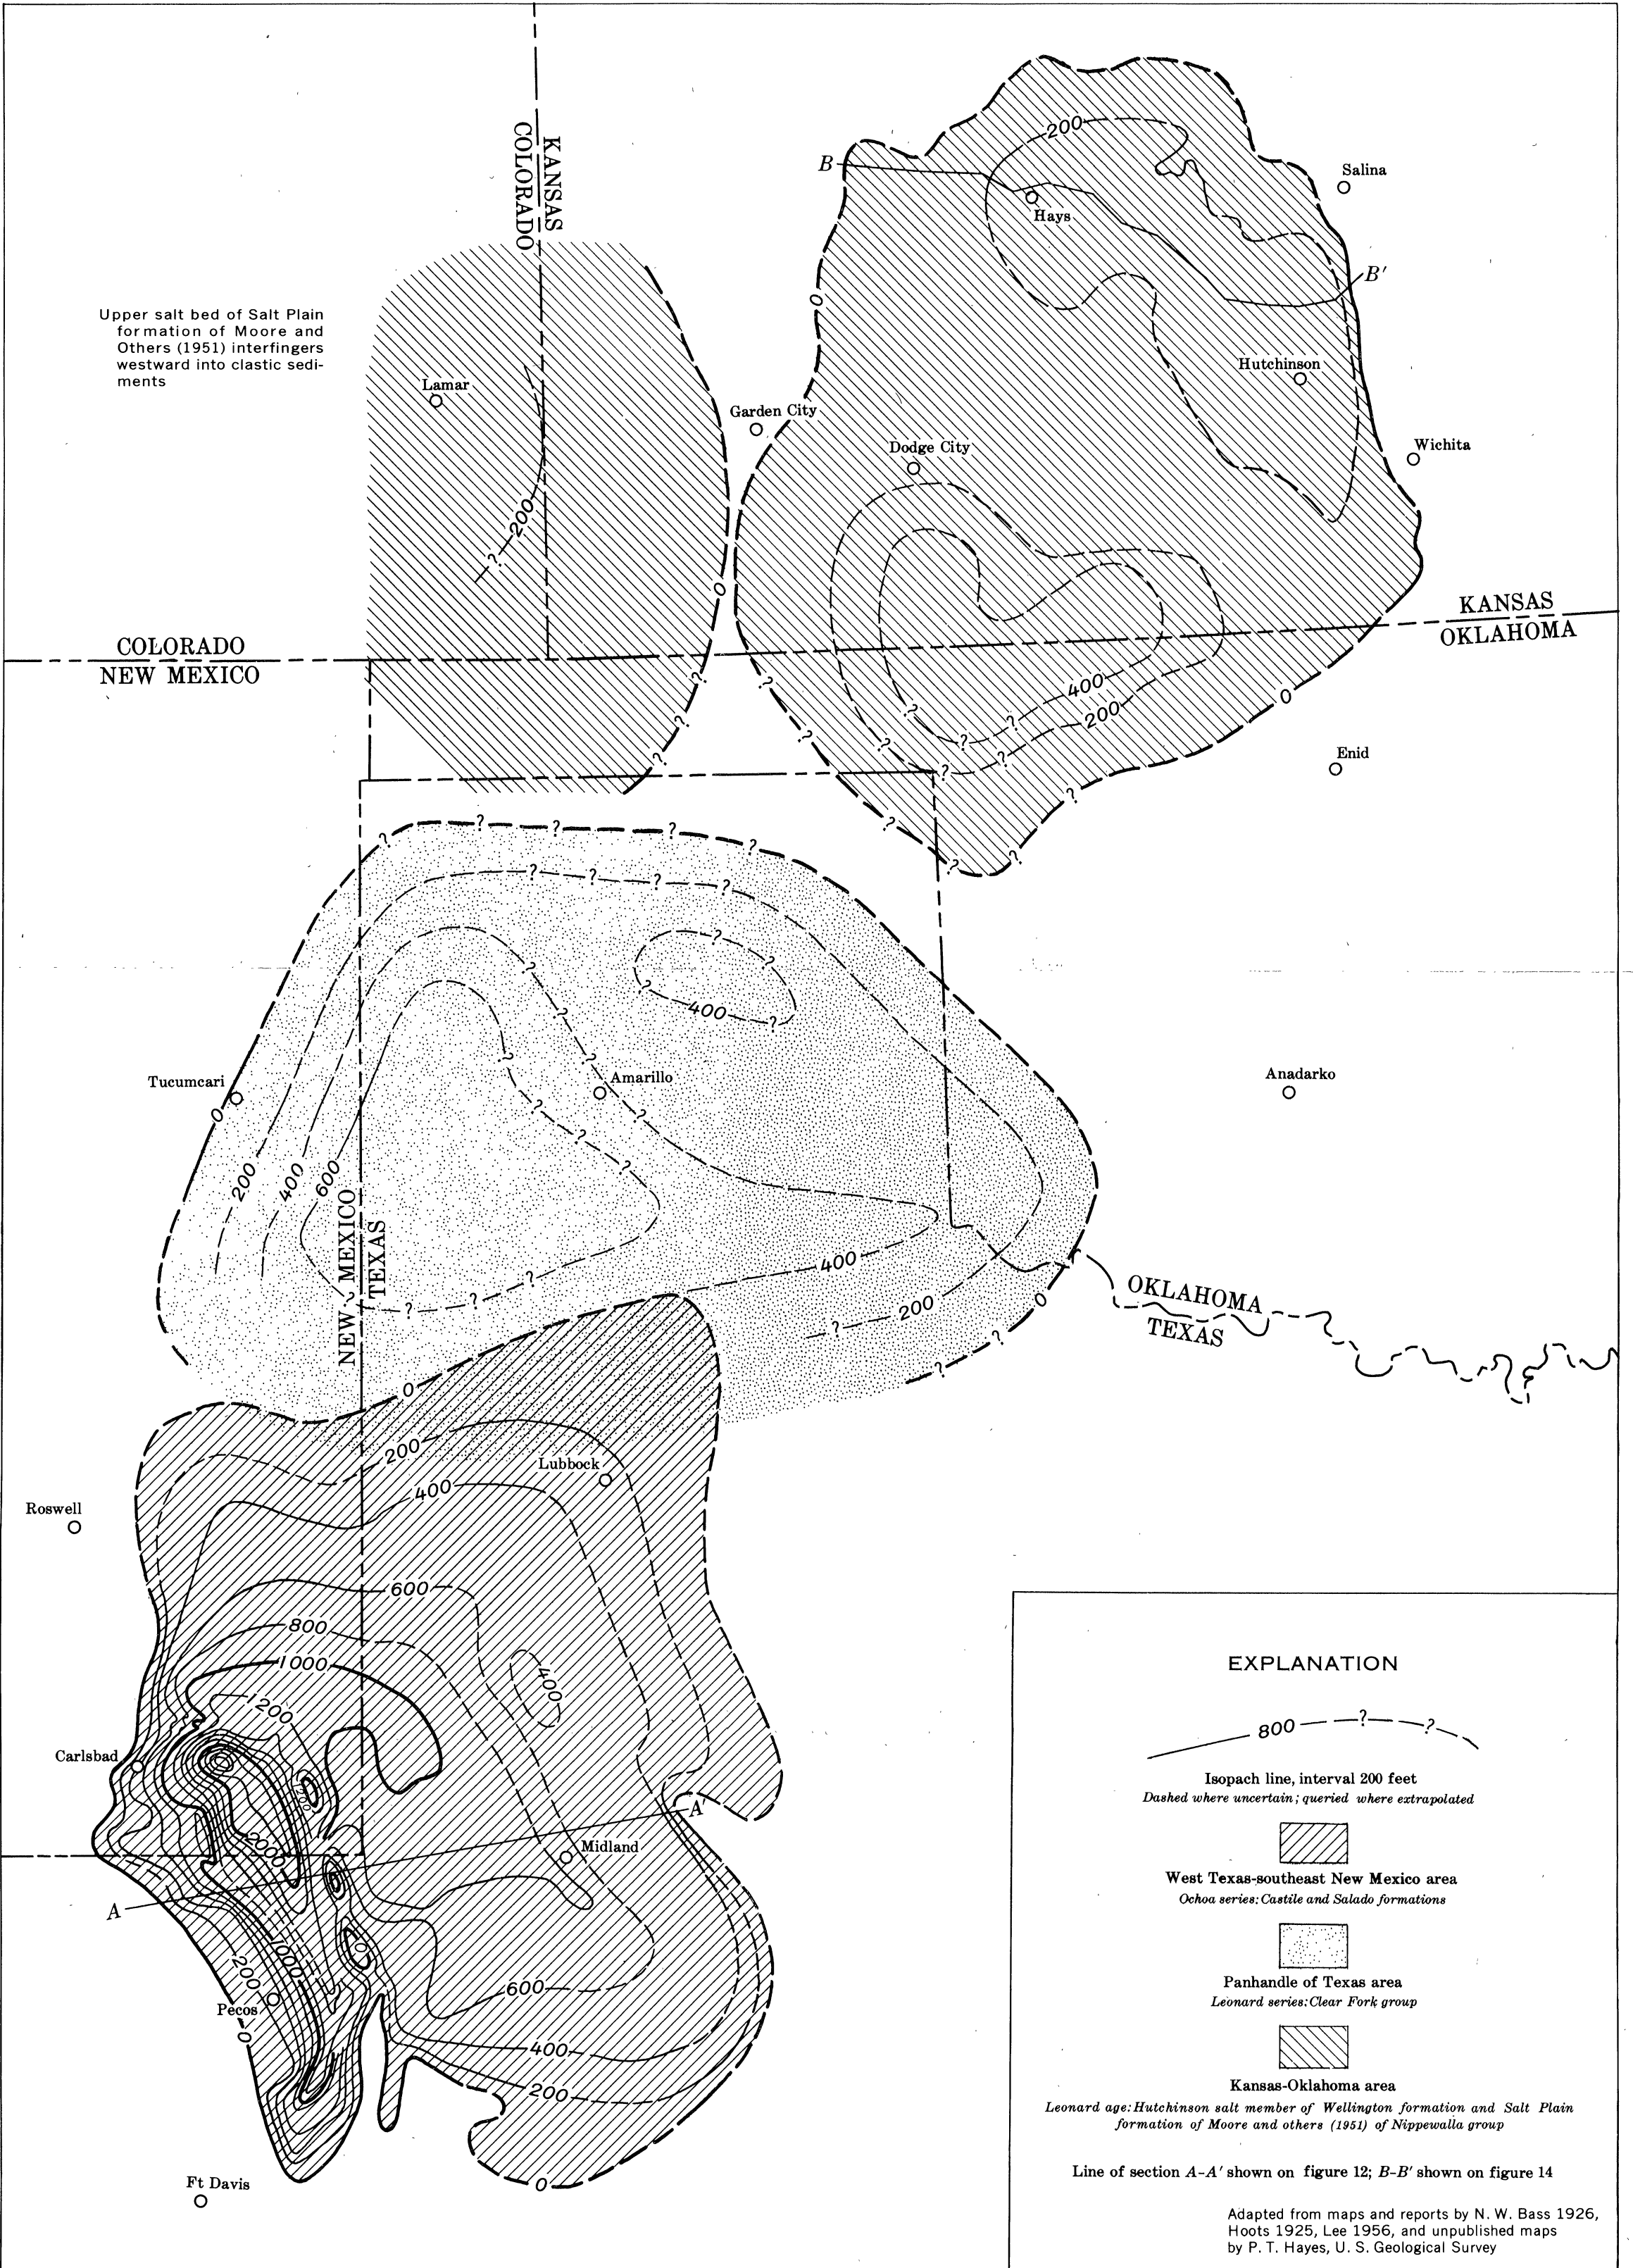 KANSAS
COLORADO
B
200
Hays
Salina
B′
0
Upper salt bed of Salt Plain
formation of Moore and
Others (1951) interfingers
westward into clastic sedi-
ments
Lamar
Garden City
Hutchinson
Dodge City
Wichita
200
?
0
COLORADO
NEW MEXICO
KANSAS
OKLAHOMA
400
200
0
? ? ?
? ? ? ?
? ? ? ? ? ?
? ?
Enid
? ? ? ? ? ?
? ? ? ?
? ? ? ?
400
? ? ? ?
Tucumcari
Amarillo
Anadarko
0
200
400
600
? ? ? ?
NEW MEXICO
TEXAS
400
200
0
? ? ? ?
? ? ?
OKLAHOMA
TEXAS
0
200
Lubbock
400
Roswell
600
800
1000
400
1200
Carlsbad
A′
Midland
2000
A
1000
200
600
Pecos
0
400
200
Ft Davis
0
EXPLANATION
800 ? ?
Isopach line, interval 200 feet
Dashed where uncertain; queried where extrapolated
West Texas-southeast New Mexico area
Ochoa series: Castile and Salado formations
Panhandle of Texas area
Leonard series: Clear Fork group
Kansas-Oklahoma area
Leonard age: Hutchinson salt member of Wellington formation and Salt Plain
formation of Moore and others (1951) of Nippewalla group
Line of section A-A′ shown on figure 12; B-B′ shown on figure 14
Adapted from maps and reports by N. W. Bass 1926,
Hoots 1925, Lee 1956, and unpublished maps
by P. T. Hayes, U. S. Geological Survey